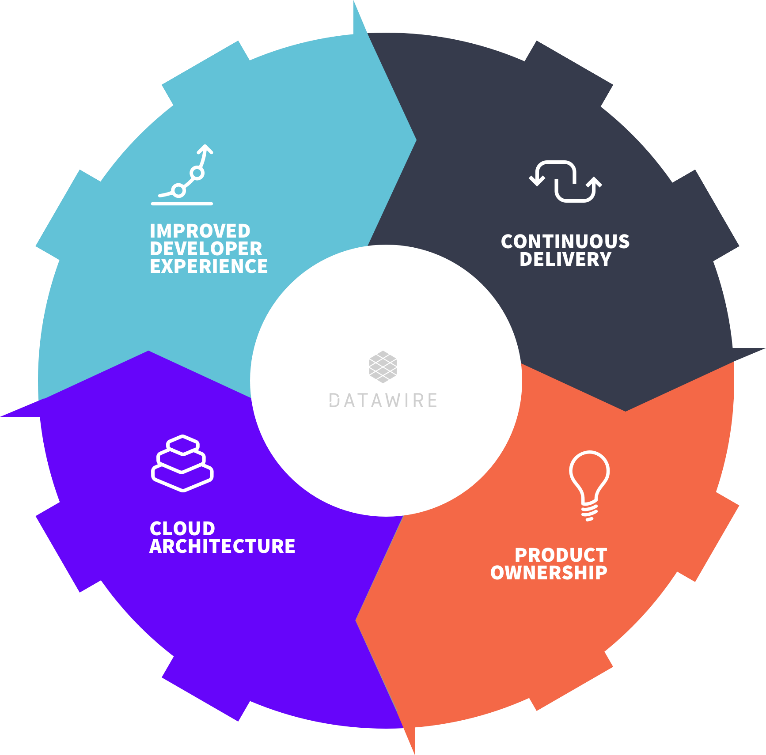 IMPROVED
DEVELOPER
EXPERIENCE
CONTINUOUS
DELIVERY
DATAWIRE
CLOUD
ARCHITECTURE
PRODUCT
OWNERSHIP